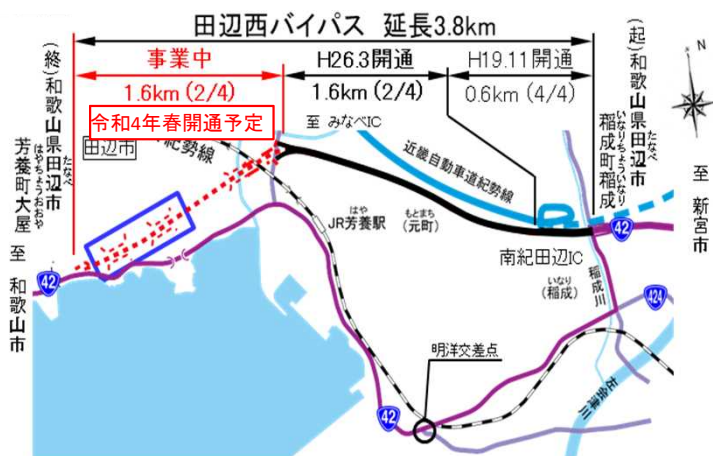 田辺西バイパス 延長3.8km
事業中
H26.3開通
H19.11開通
1.6km (2/4)
1.6km (2/4)
0.6km (4/4)
令和4年春開通予定
至 みなべIC
田辺市
紀勢線
近畿自動車道紀勢線
(終)和歌山県田辺市
たなべ
芳養町大屋
はやちょうおおや
至 和歌山市
(起)和歌山県田辺市
たなべ
稲成町稲成
いなりちょういなり
N
至 新宮市
はや
JR芳養駅
もとまち
(元町)
南紀田辺IC
42
いなり
(稲成)
稲成川
424
42
明洋交差点
左会津川
42